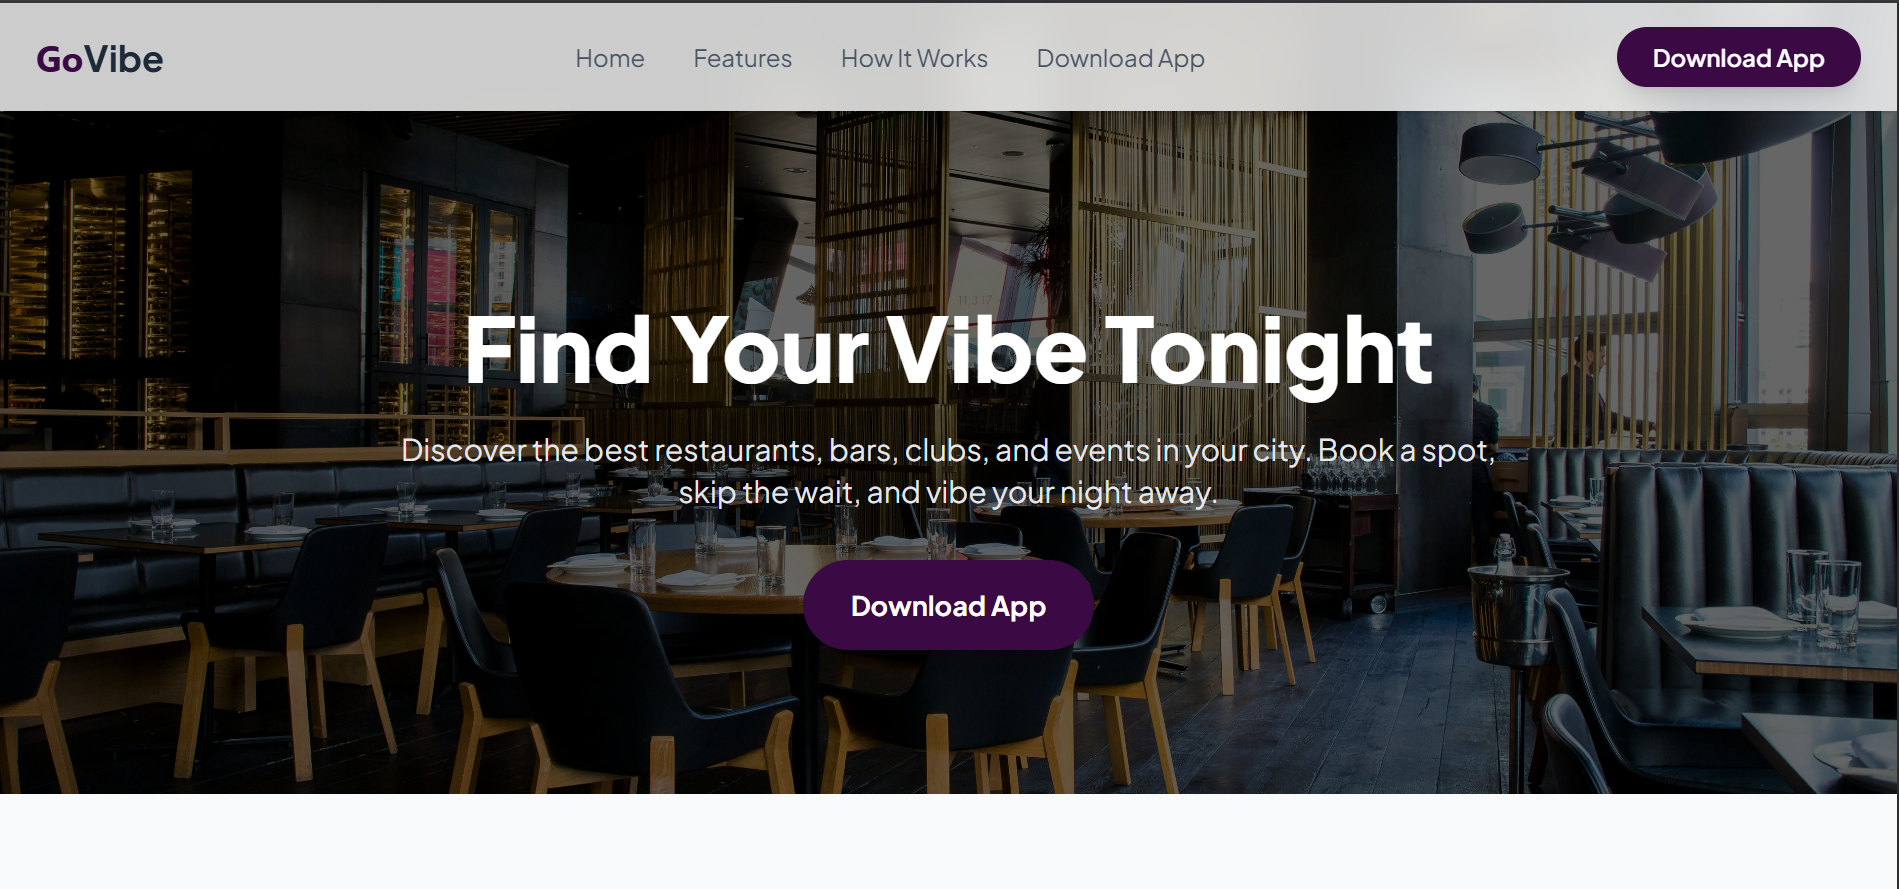 GoVibe
Home
Features
How It Works
Download App
Download App
Find Your Vibe Tonight
Discover the best restaurants, bars, clubs, and events in your city. Book a spot,
skip the wait, and vibe your night away.
Download App